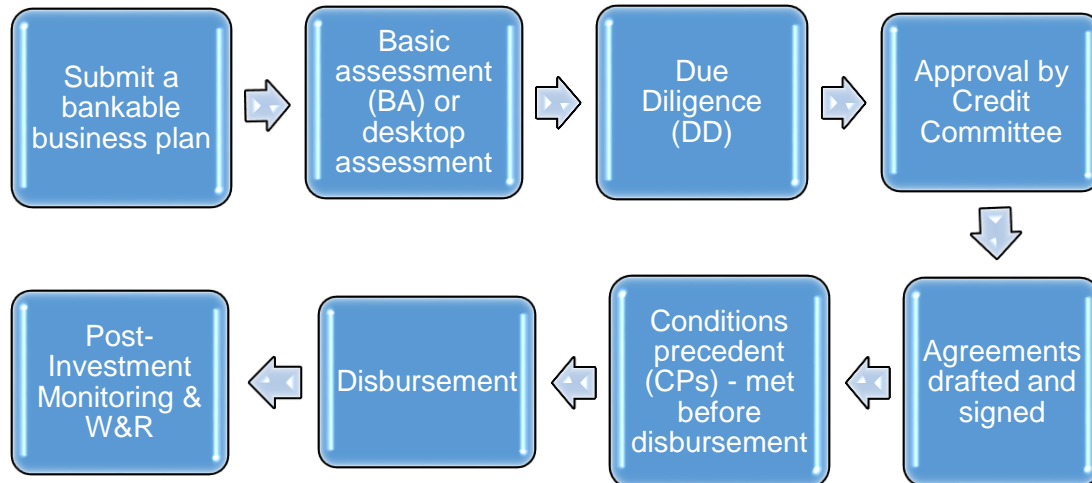 Submit a
bankable
business plan
Basic
assessment
(BA) or
desktop
assessment
Due
Diligence
(DD)
Approval by
Credit
Committee
Agreements
drafted and
signed
Conditions
precedent
(CPs) - met
before
disbursement
Disbursement
Post-
Investment
Monitoring &
W&R